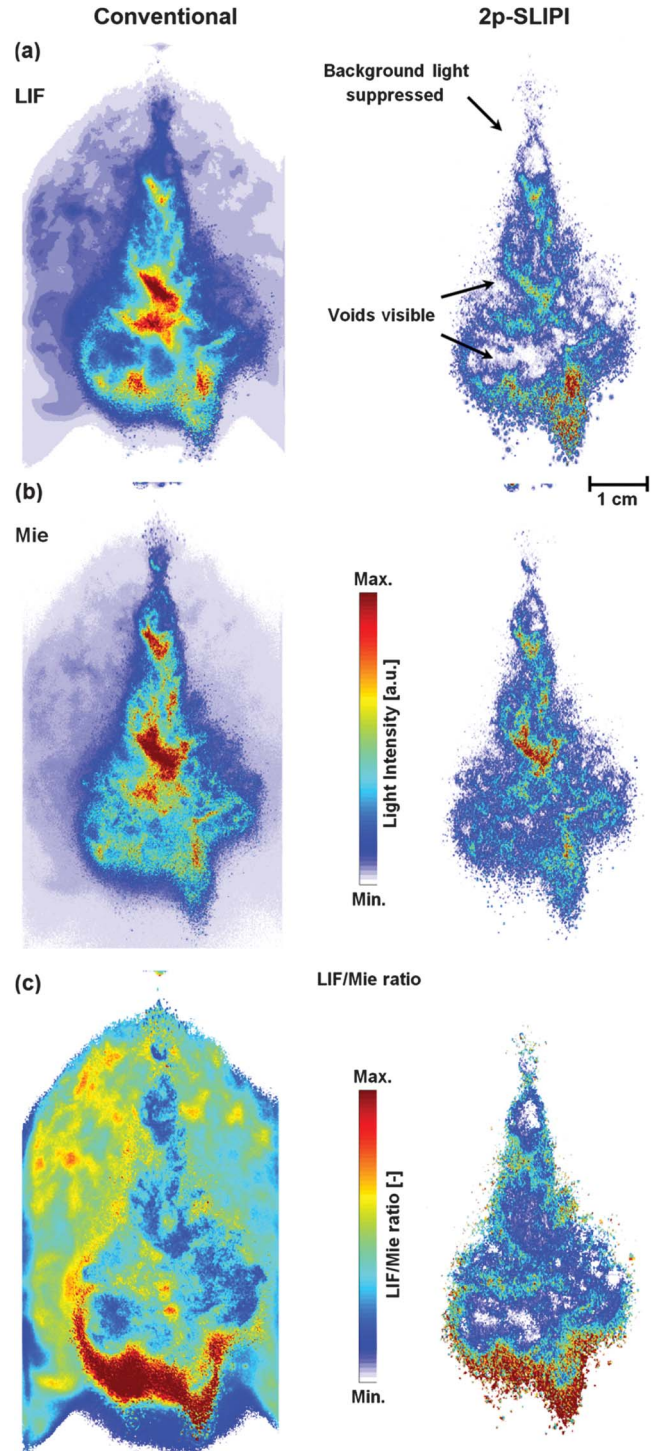 Conventional
2p-SLIPI
(a)
LIF
Background light
suppressed
Voids visible
1 cm
(b)
Mie
Max.
Light Intensity [a.u.]
Min.
(c)
LIF/Mie ratio
Max.
LIF/Mie ratio [-]
Min.